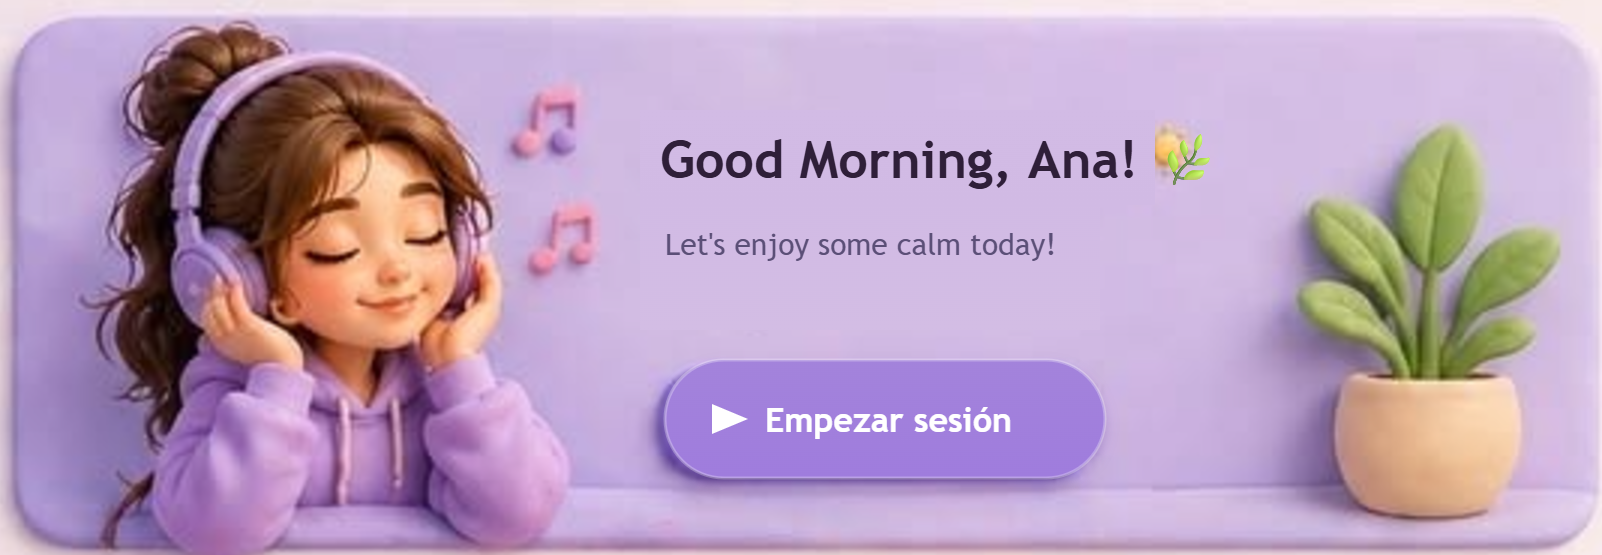 Good Morning, Ana! 🌿
Let's enjoy some calm today!
Empezar sesión